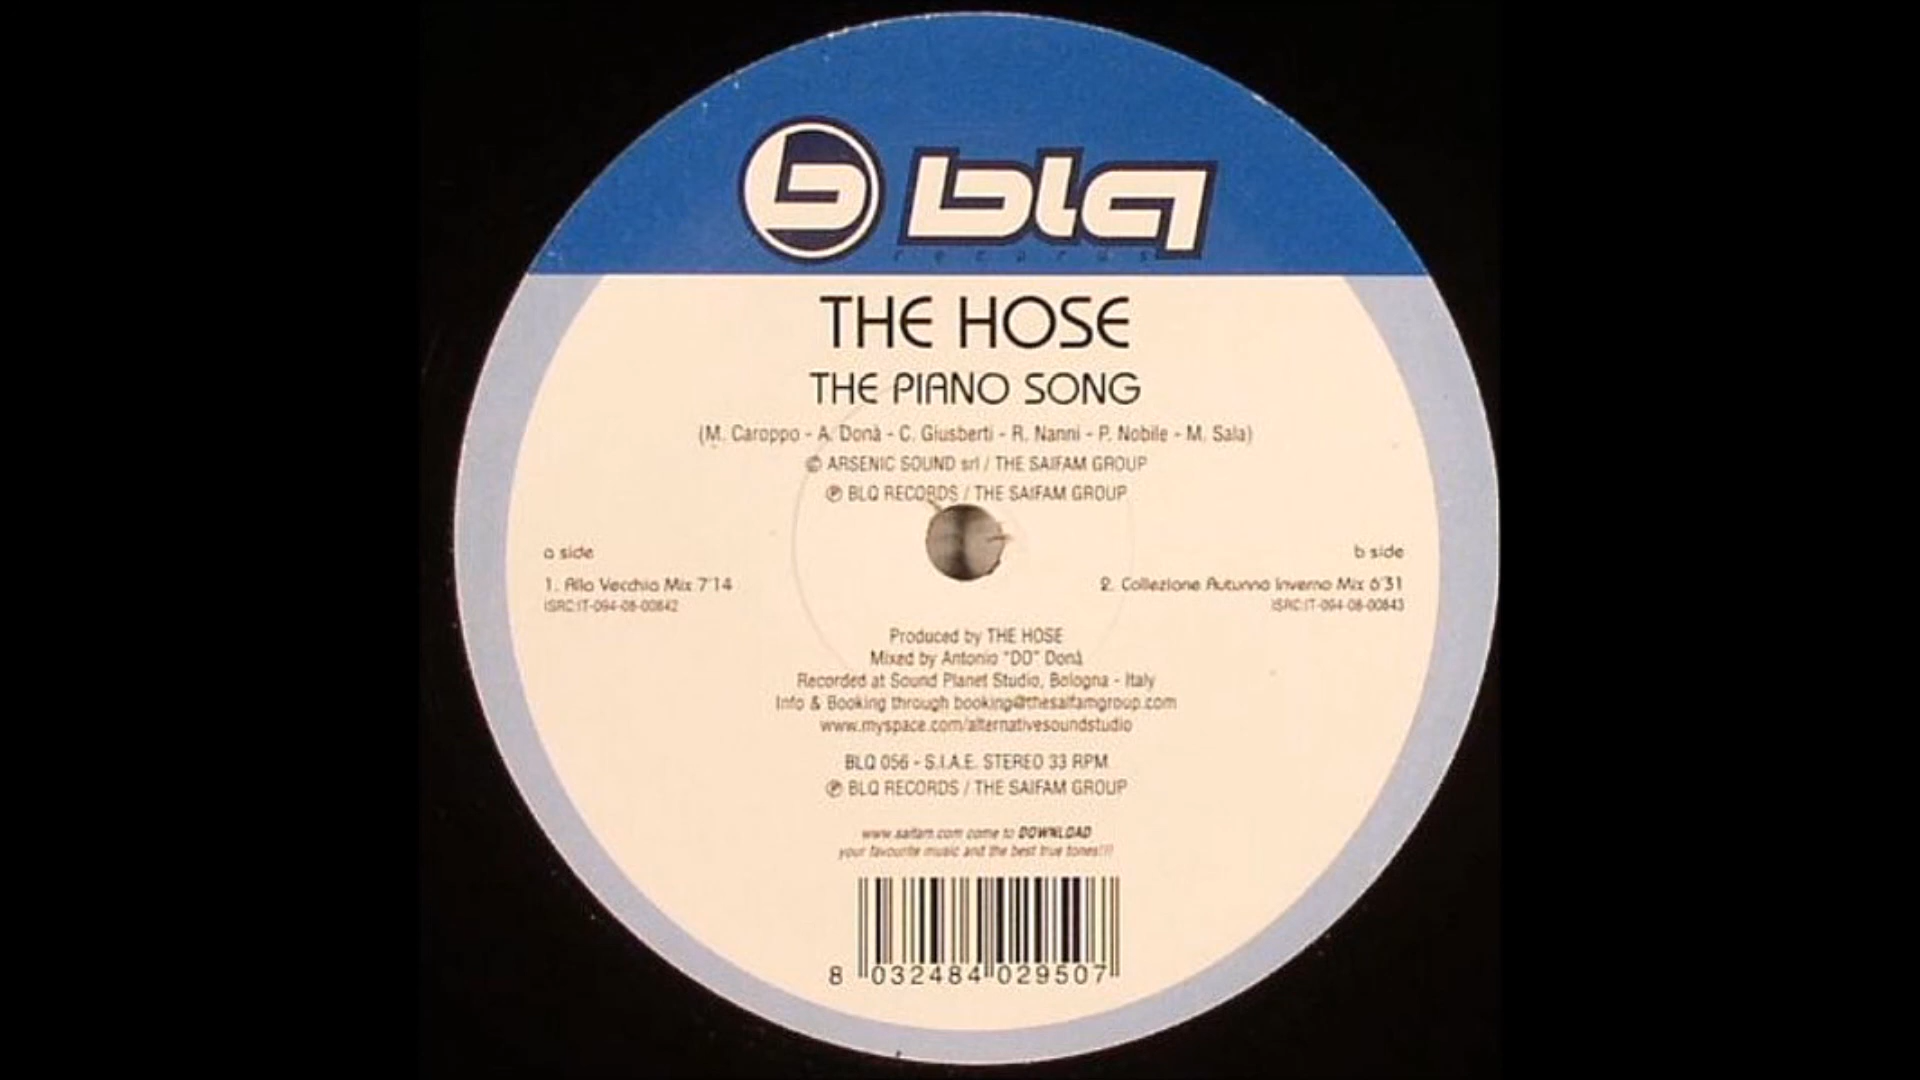 b blq
records
THE HOSE
THE PIANO SONG
(M. Caroppo - A. Donà - C. Giusberti - R. Nanni - P. Nobile - M. Sala)
© ARSENIC SOUND srl / THE SAIFAM GROUP
℗ BLQ RECORDS / THE SAIFAM GROUP
a side
1. Alla Vecchia Mix 7'14
ISRC:IT-094-08-00842
b side
2. Collezione Autunno Inverno Mix 6'31
ISRC:IT-094-08-00843
Produced by THE HOSE
Mixed by Antonio "DO" Donà
Recorded at Sound Planet Studio, Bologna - Italy
Info & Booking through booking@thesaifamgroup.com
www.myspace.com/alternativesoundstudio
BLQ 056 - S.I.A.E. STEREO 33 RPM
℗ BLQ RECORDS / THE SAIFAM GROUP
www.saifam.com come to DOWNLOAD
your favourite music and the best true tones!!!
8 032484 029507